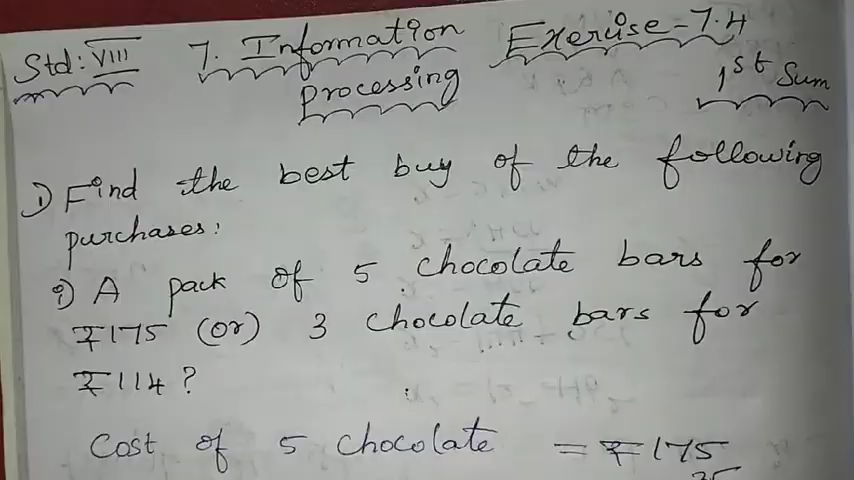 Std: VIII 7. Information Exercise-7.4
Processing 1st Sum
1) Find the best buy of the following
purchases:
i) A pack of 5 chocolate bars for
₹175 (or) 3 chocolate bars for
₹114?
Cost of 5 chocolate = ₹175
35